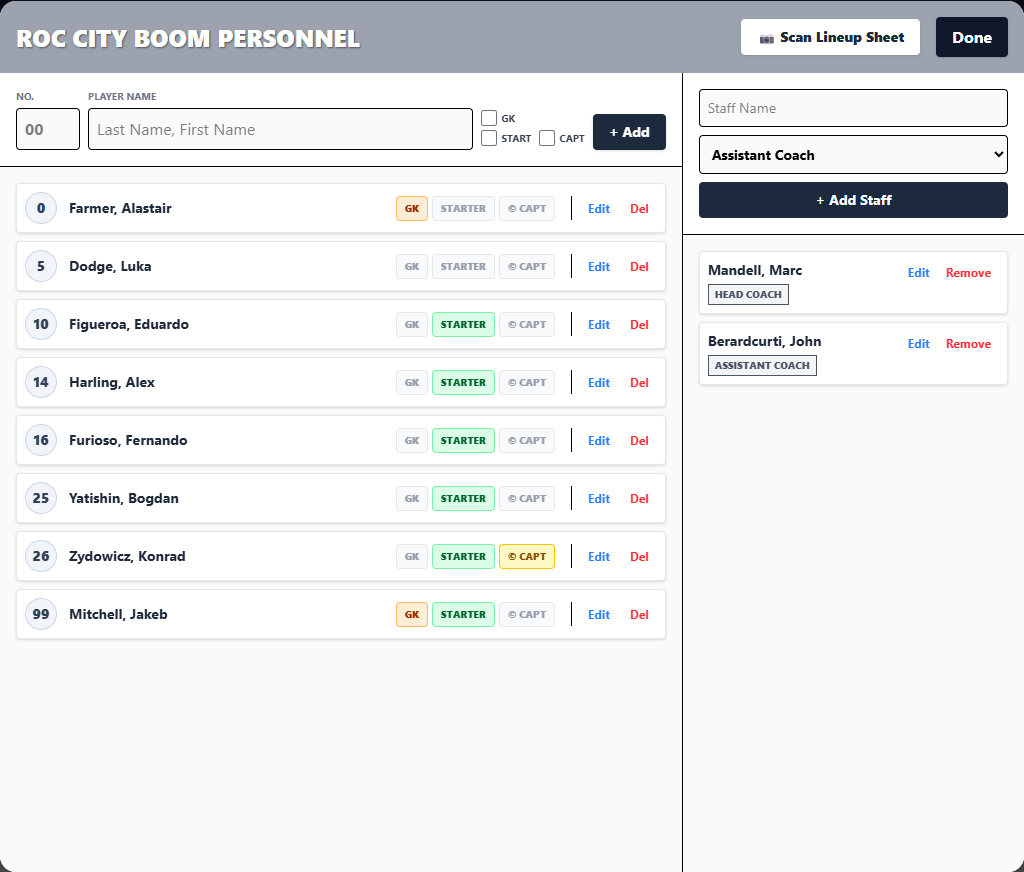 ROC CITY BOOM PERSONNEL
📷 Scan Lineup Sheet
Done
NO.
PLAYER NAME
00
Last Name, First Name
GK
START
CAPT
+ Add
0 Farmer, Alastair GK STARTER © CAPT Edit Del
5 Dodge, Luka GK STARTER © CAPT Edit Del
10 Figueroa, Eduardo GK STARTER © CAPT Edit Del
14 Harling, Alex GK STARTER © CAPT Edit Del
16 Furioso, Fernando GK STARTER © CAPT Edit Del
25 Yatishin, Bogdan GK STARTER © CAPT Edit Del
26 Zydowicz, Konrad GK STARTER © CAPT Edit Del
99 Mitchell, Jakeb GK STARTER © CAPT Edit Del
Staff Name
Assistant Coach
+ Add Staff
Mandell, Marc Edit Remove
HEAD COACH
Berardcurti, John Edit Remove
ASSISTANT COACH